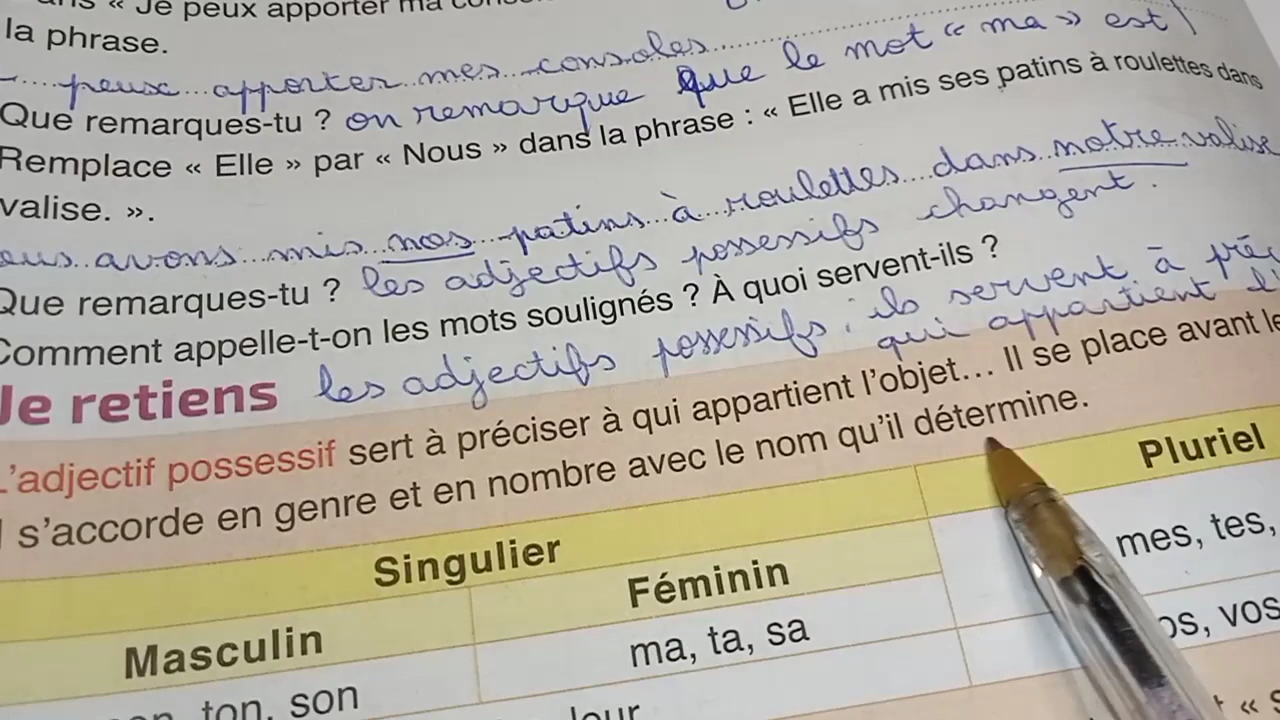 « Je peux apporter ma
la phrase.
peux apporter mes consoles
Que remarques-tu ? on remarque que le mot « ma » est
Remplace « Elle » par « Nous » dans la phrase : « Elle a mis ses patins à roulettes dans
valise. ».
avons mis nos patins à roulettes dans notre valise
Que remarques-tu ? les adjectifs possessifs changent.
Comment appelle-t-on les mots soulignés ? À quoi servent-ils ?
les adjectifs possessifs. ils servent à
qui appartient
Je retiens
L'adjectif possessif sert à préciser à qui appartient l'objet... Il se place avant
s'accorde en genre et en nombre avec le nom qu'il détermine.
Singulier
Pluriel
Masculin
Féminin
mes, tes,
ton, son
ma, ta, sa
vos
leur